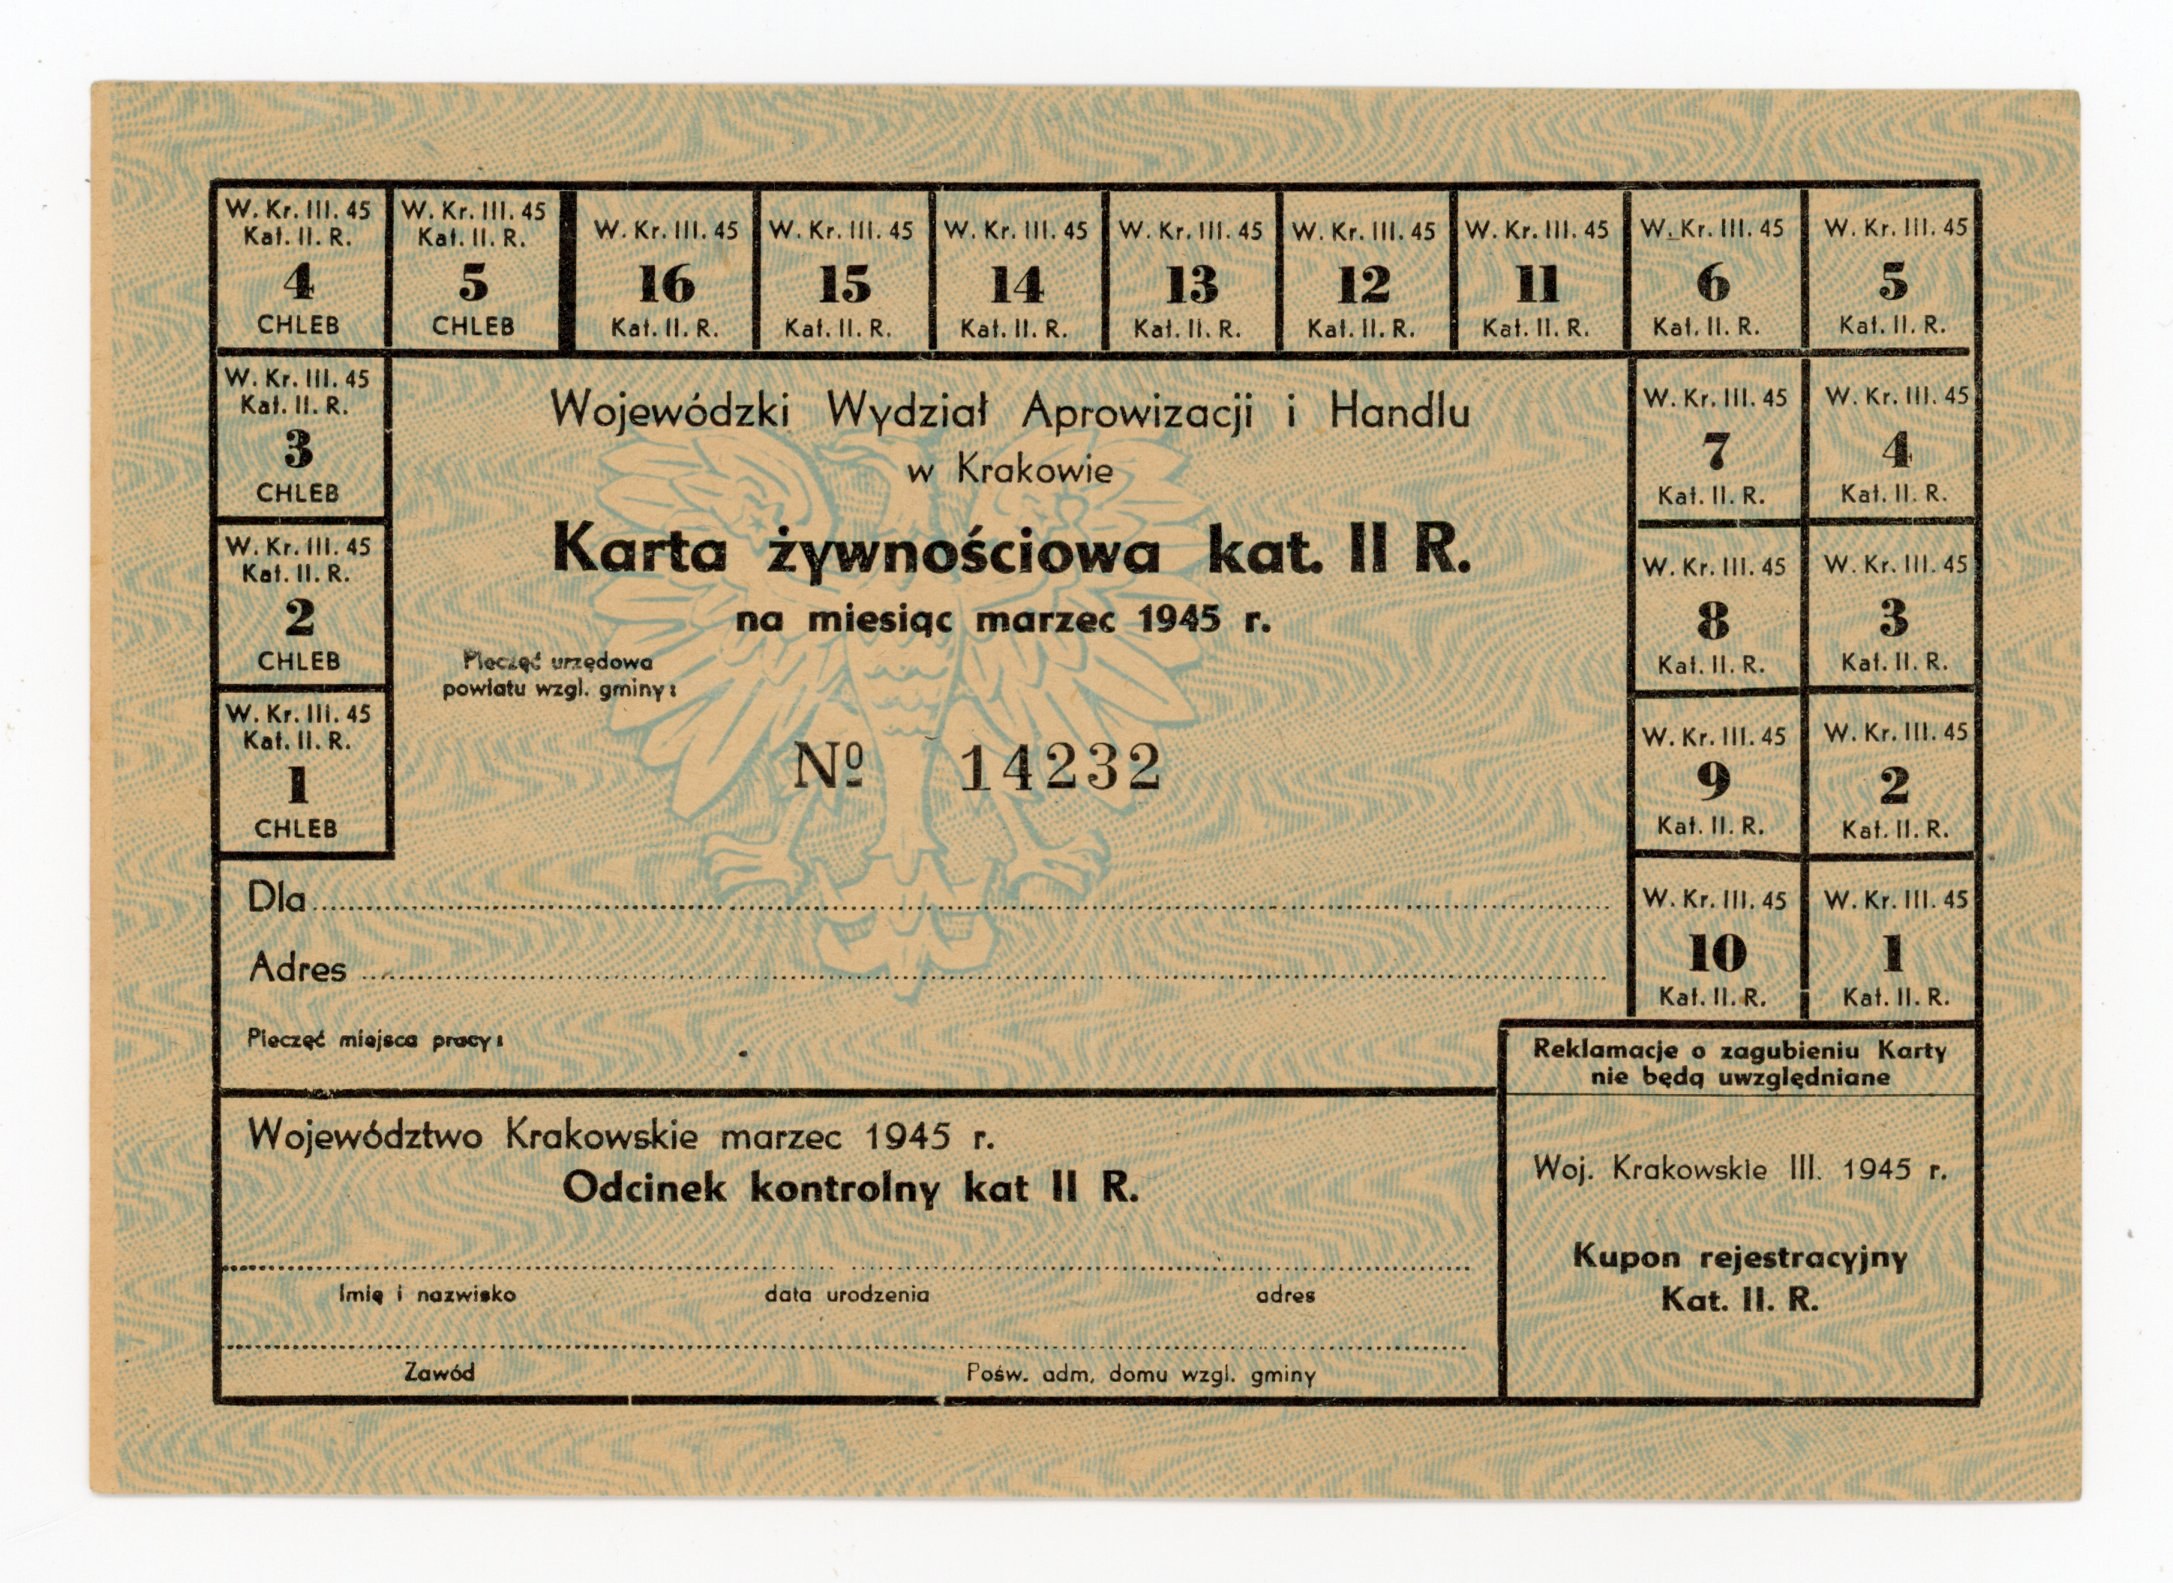 W. Kr. III. 45
Kat. II. R.
4
CHLEB
W. Kr. III. 45
Kat. II. R.
5
CHLEB
W. Kr. III. 45
16
Kat. II. R.
W. Kr. III. 45
15
Kat. II. R.
W. Kr. III. 45
14
Kat. II. R.
W. Kr. III. 45
13
Kat. II. R.
W. Kr. III. 45
12
Kat. II. R.
W. Kr. III. 45
11
Kat. II. R.
W. Kr. III. 45
6
Kat. II. R.
W. Kr. III. 45
5
Kat. II. R.
W. Kr. III. 45
Kat. II. R.
3
CHLEB
W. Kr. III. 45
Kat. II. R.
2
CHLEB
W. Kr. III. 45
Kat. II. R.
1
CHLEB
Wojewódzki Wydział Aprowizacji i Handlu
w Krakowie
Karta żywnościowa kat. II R.
na miesiąc marzec 1945 r.
Pieczęć urzędowa
powiatu wzgl. gminy:
Nº 14232
W. Kr. III. 45
7
Kat. II. R.
W. Kr. III. 45
4
Kat. II. R.
W. Kr. III. 45
8
Kat. II. R.
W. Kr. III. 45
3
Kat. II. R.
W. Kr. III. 45
9
Kat. II. R.
W. Kr. III. 45
2
Kat. II. R.
W. Kr. III. 45
10
Kat. II. R.
W. Kr. III. 45
1
Kat. II. R.
Dla
Adres
Pieczęć miejsca pracy:
Reklamacje o zagubieniu Karty
nie będą uwzględniane
Województwo Krakowskie marzec 1945 r.
Odcinek kontrolny kat II R.
Imię i nazwisko data urodzenia adres
Zawód Pośw. adm. domu wzgl. gminy
Woj. Krakowskie III. 1945 r.
Kupon rejestracyjny
Kat. II. R.